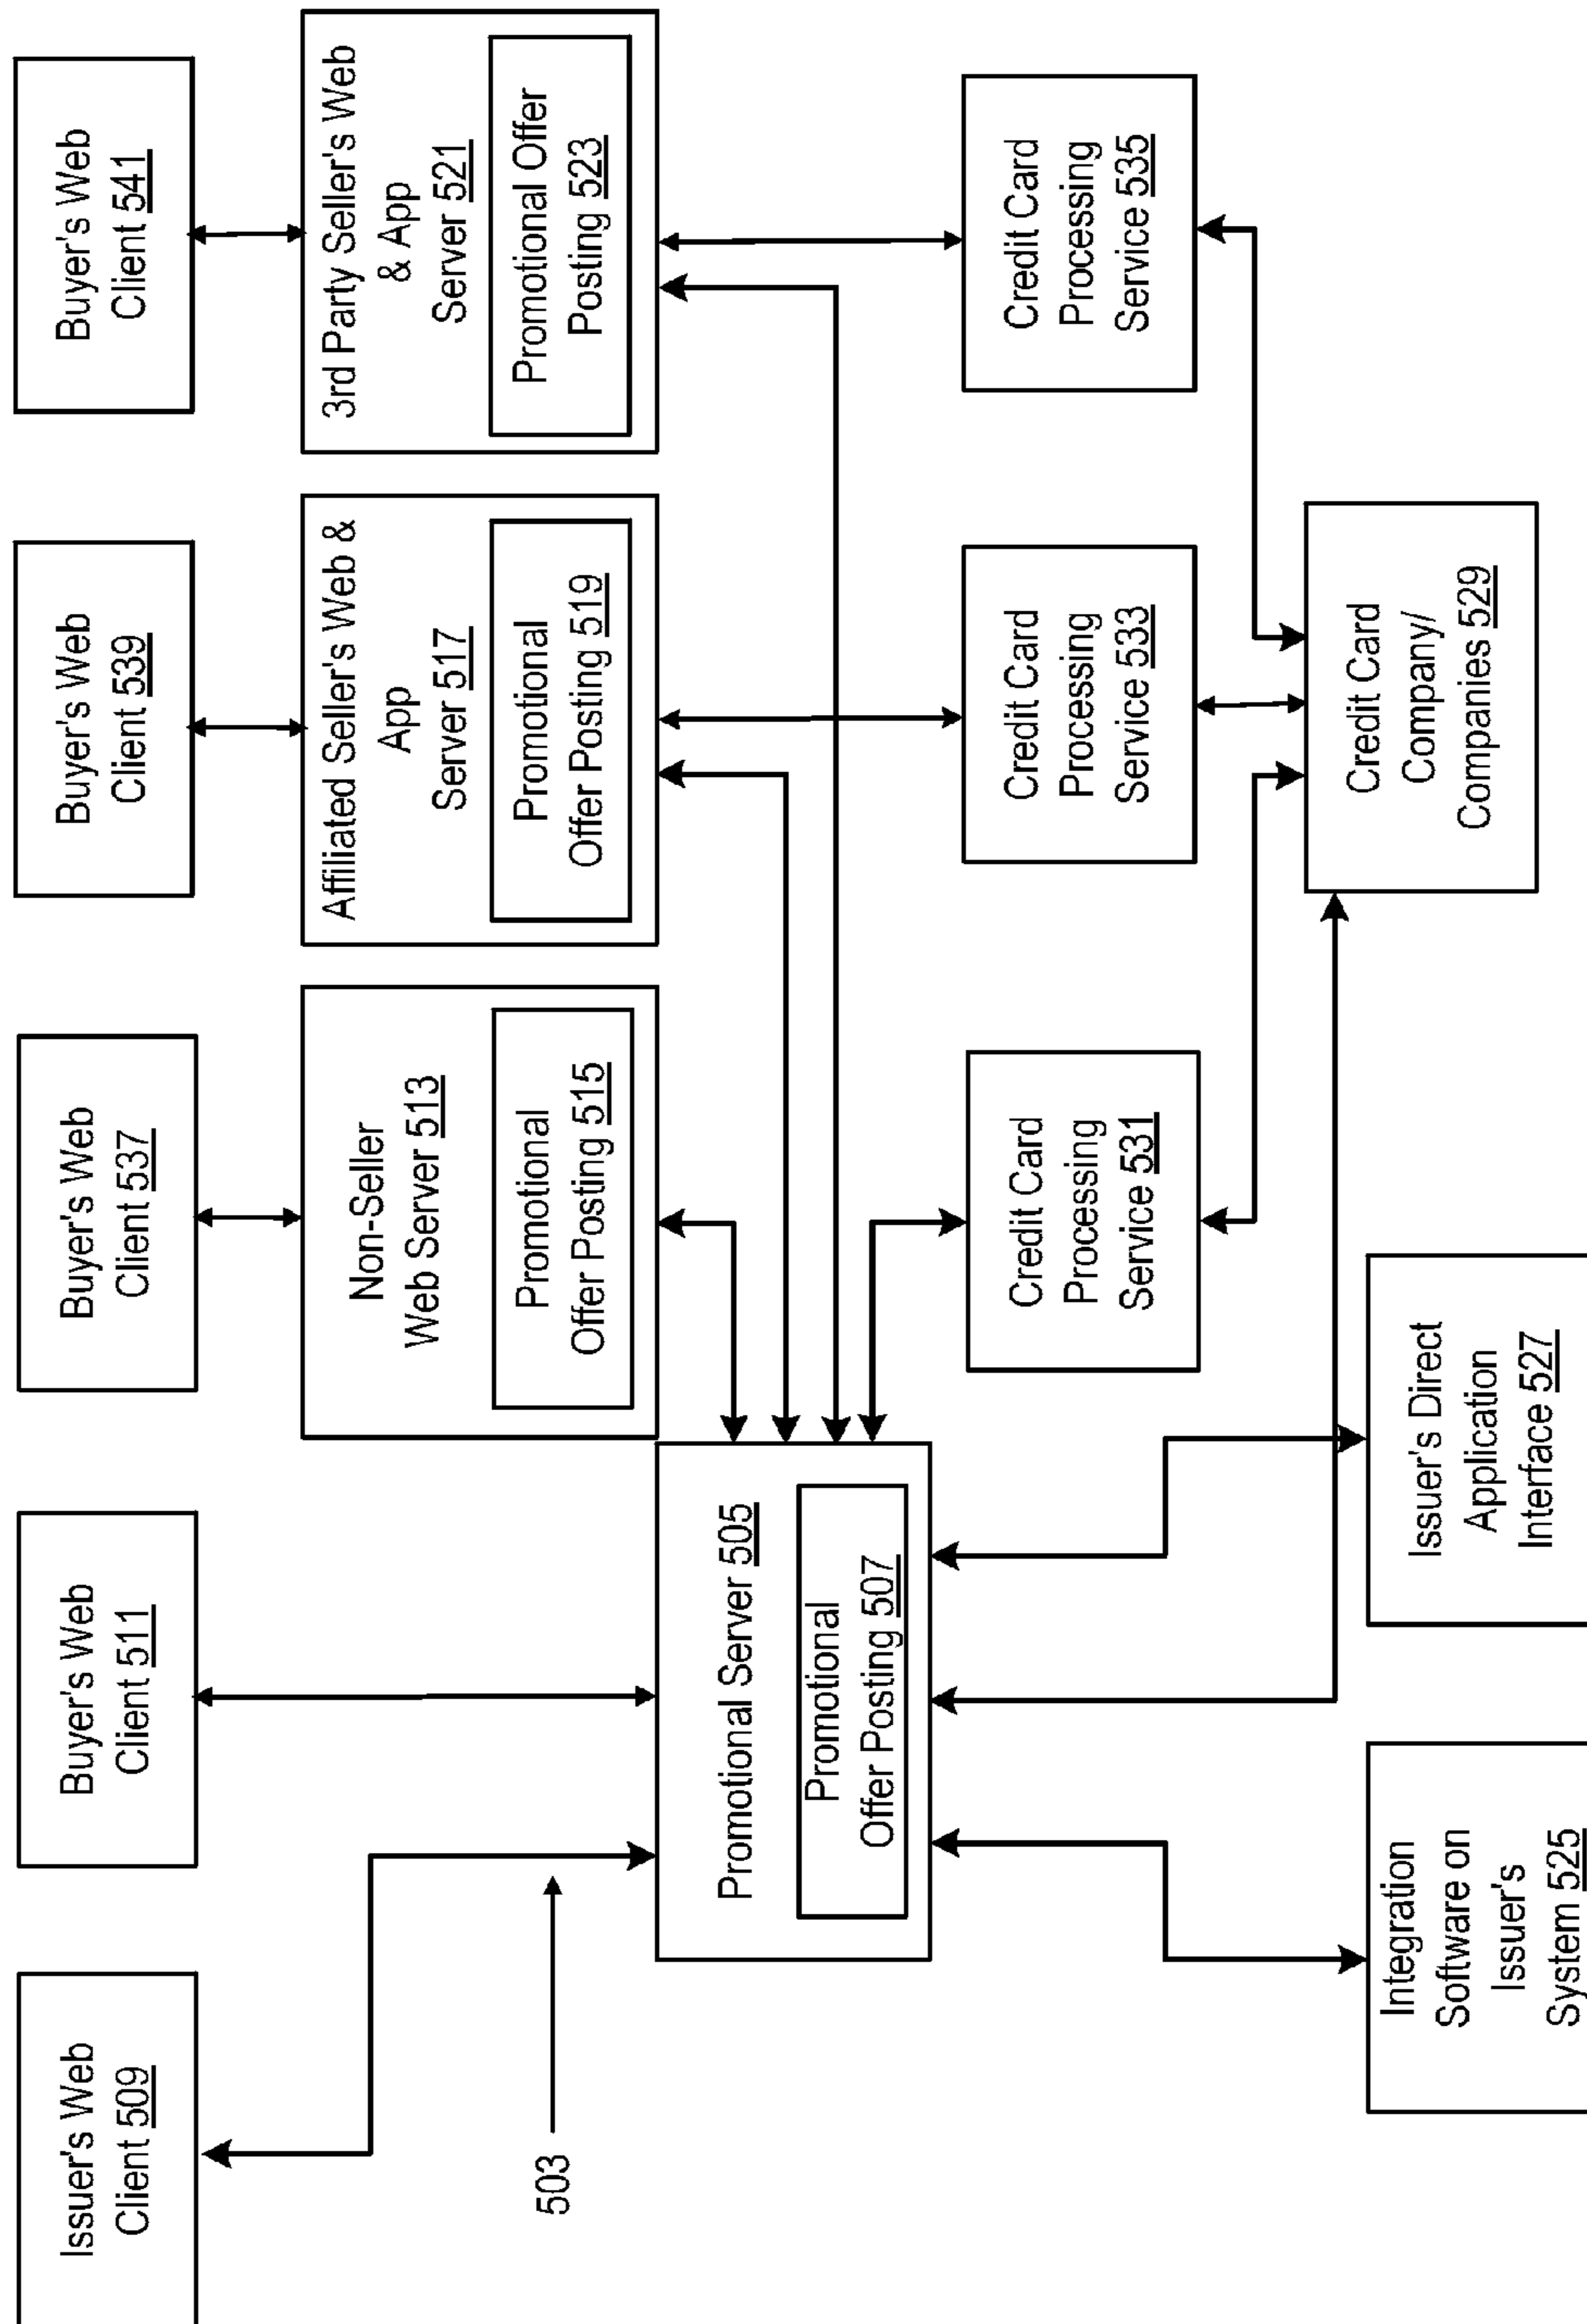 Issuer's Web
Client 509
Buyer's Web
Client 511
Buyer's Web
Client 537
Buyer's Web
Client 539
Buyer's Web
Client 541
503
Promotional Server 505
Promotional
Offer Posting 507
Non-Seller
Web Server 513
Promotional
Offer Posting 515
Affiliated Seller's Web &
App
Server 517
Promotional
Offer Posting 519
3rd Party Seller's Web
& App
Server 521
Promotional Offer
Posting 523
Credit Card
Processing
Service 531
Credit Card
Processing
Service 533
Credit Card
Processing
Service 535
Integration
Software on
Issuer's
System 525
Issuer's Direct
Application
Interface 527
Credit Card
Company/
Companies 529